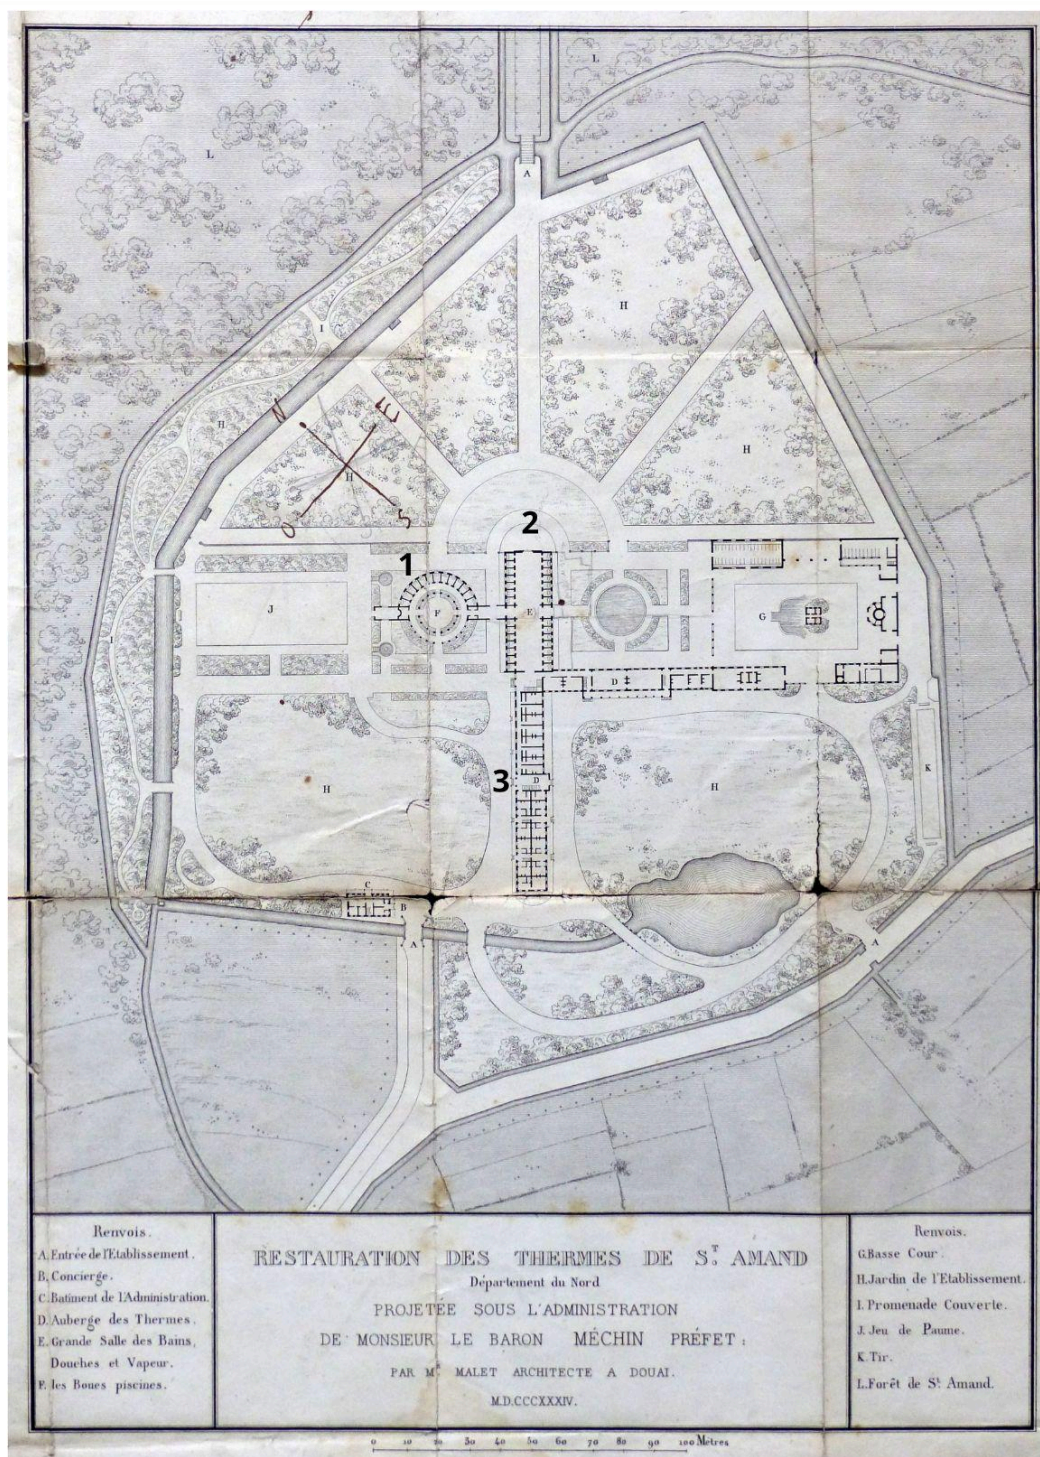 L
L
A
H
I
H
N
E
H
H
O
S
2
1
J
F
E
G
I
D
3
D
H
H
K
C
B
A
A
Renvois.
A. Entrée de l'Etablissement.
B. Concierge.
C. Batiment de l'Administration.
D. Auberge des Thermes.
E. Grande Salle des Bains,
Douches et Vapeur.
F. les Boues piscines.
RESTAURATION DES THERMES DE S.T AMAND
Département du Nord
PROJETÉE SOUS L'ADMINISTRATION
DE MONSIEUR LE BARON MÉCHIN PRÉFET :
PAR MR MALET ARCHITECTE A DOUAI.
M.D.CCCXXXIV.
Renvois.
G. Basse Cour.
H. Jardin de l'Etablissement.
I. Promenade Couverte.
J. Jeu de Paume.
K. Tir.
L. Forêt de St. Amand.
0 10 20 30 40 50 60 70 80 90 100 Mètres